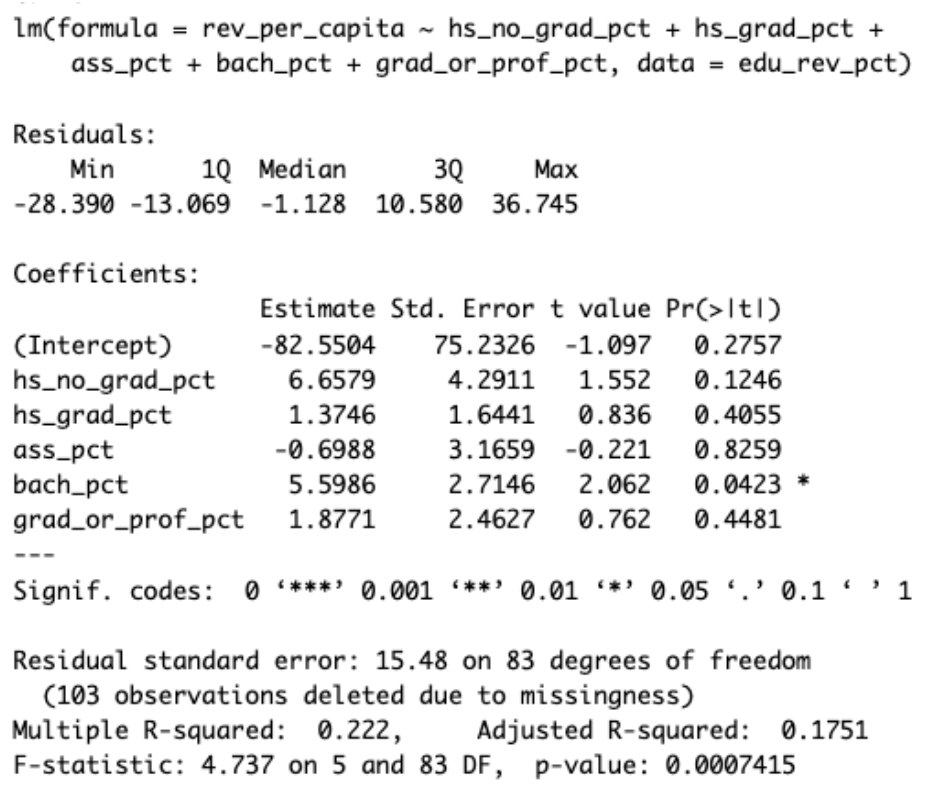 lm(formula = rev_per_capita ~ hs_no_grad_pct + hs_grad_pct +
    ass_pct + bach_pct + grad_or_prof_pct, data = edu_rev_pct)

Residuals:
    Min      1Q  Median      3Q     Max
-28.390 -13.069  -1.128  10.580  36.745

Coefficients:
                 Estimate Std. Error t value Pr(>|t|)
(Intercept)      -82.5504    75.2326  -1.097   0.2757
hs_no_grad_pct     6.6579     4.2911   1.552   0.1246
hs_grad_pct        1.3746     1.6441   0.836   0.4055
ass_pct           -0.6988     3.1659  -0.221   0.8259
bach_pct           5.5986     2.7146   2.062   0.0423 *
grad_or_prof_pct   1.8771     2.4627   0.762   0.4481
---
Signif. codes:  0 ‘***’ 0.001 ‘**’ 0.01 ‘*’ 0.05 ‘.’ 0.1 ‘ ’ 1

Residual standard error: 15.48 on 83 degrees of freedom
  (103 observations deleted due to missingness)
Multiple R-squared:  0.222,     Adjusted R-squared:  0.1751
F-statistic: 4.737 on 5 and 83 DF,  p-value: 0.0007415